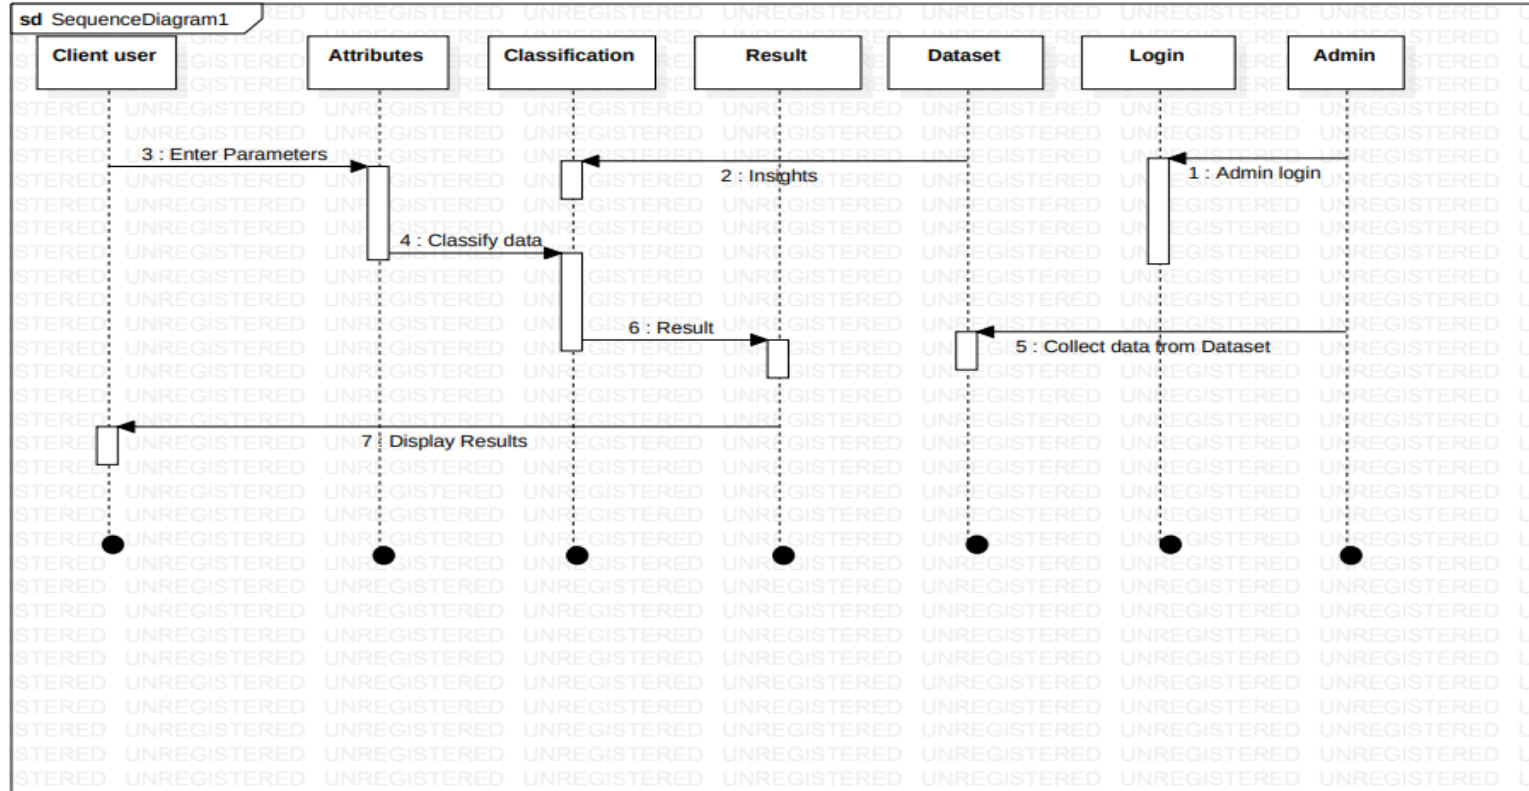 sd SequenceDiagram1
Client user
Attributes
Classification
Result
Dataset
Login
Admin
3 : Enter Parameters
2 : Insights
1 : Admin login
4 : Classify data
6 : Result
5 : Collect data from Dataset
7 : Display Results
UNREGISTERED